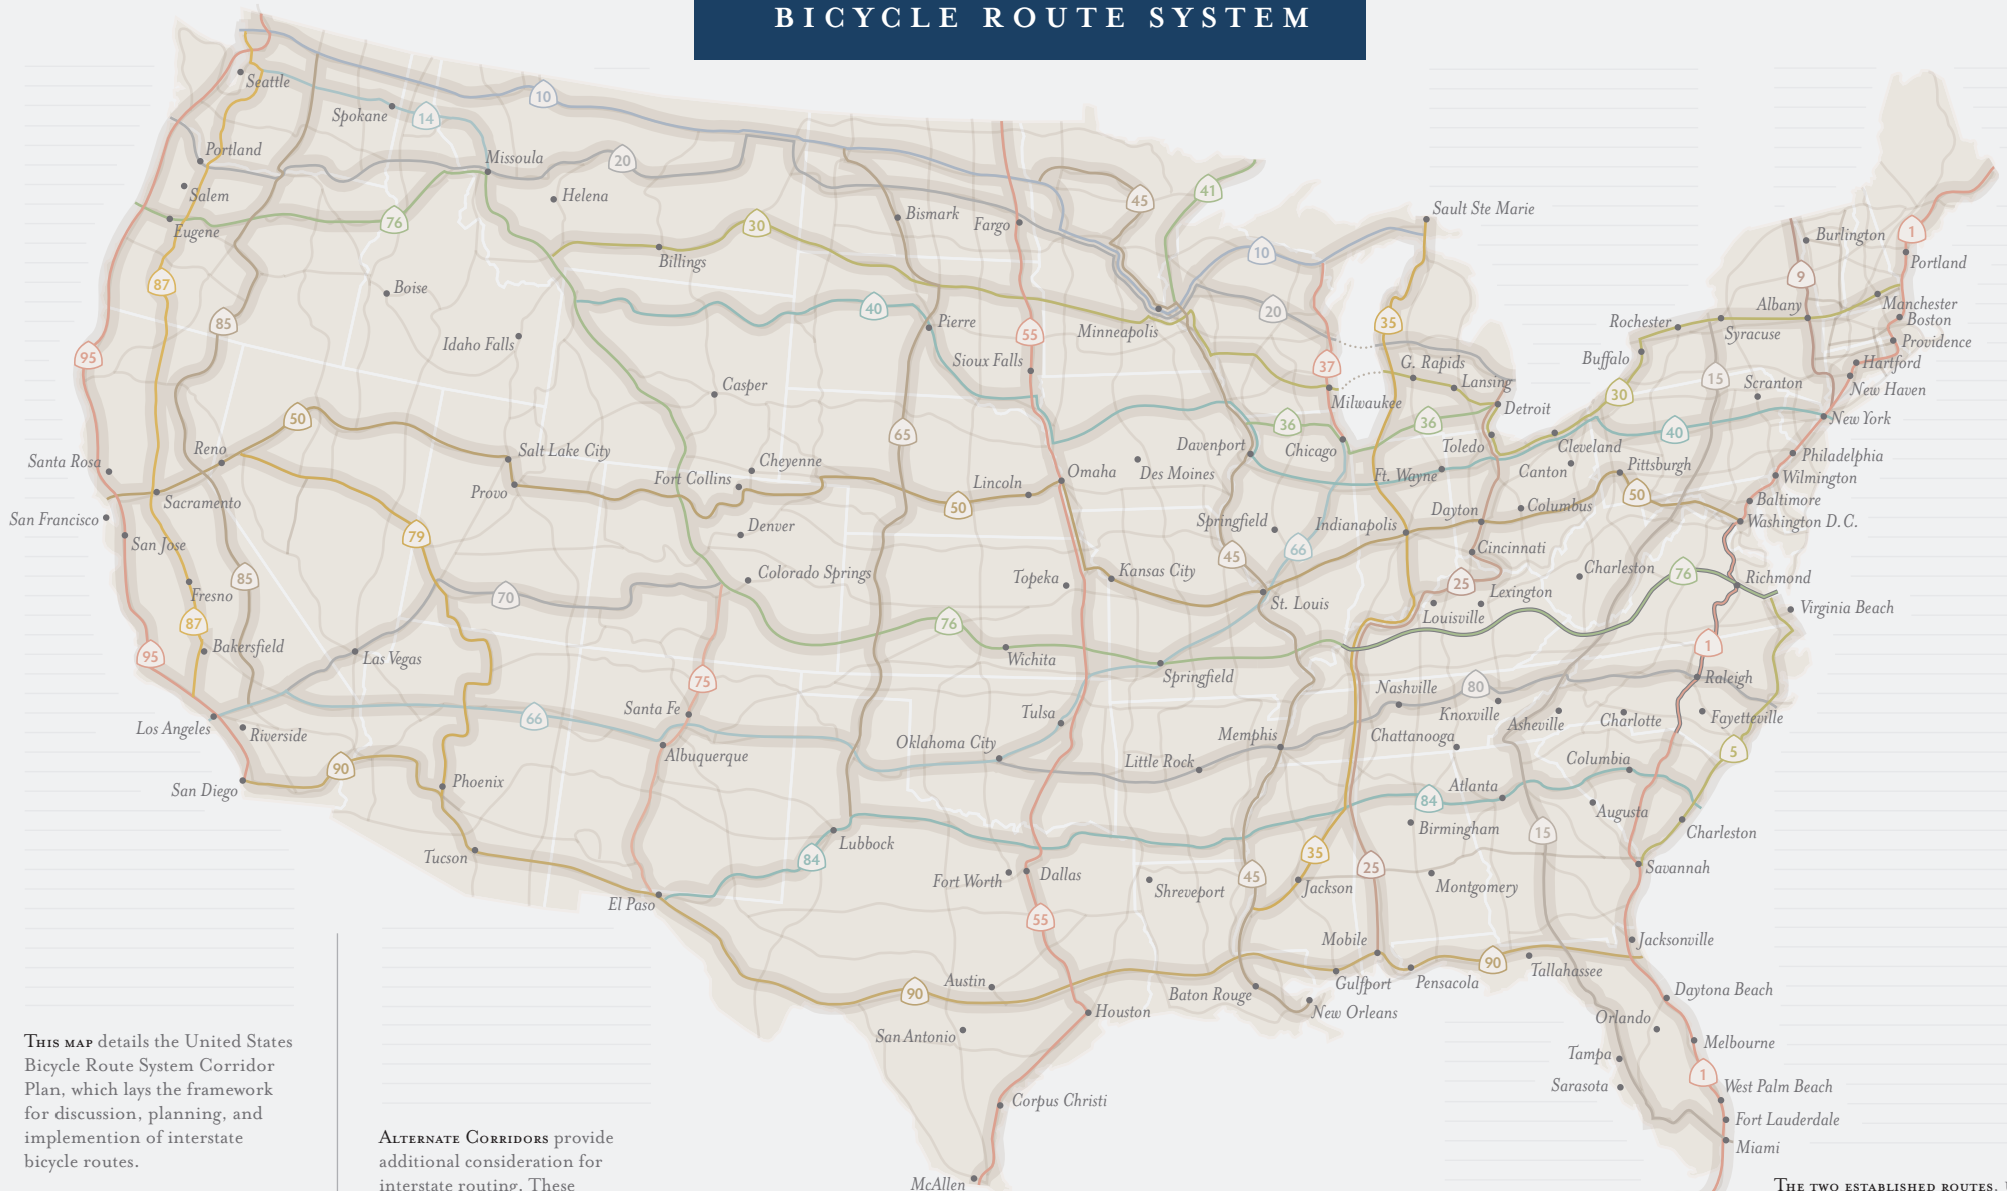 BICYCLE ROUTE SYSTEM
Seattle
Spokane
14
10
Portland
Missoula
20
Salem
Helena
Eugene
76
30
Bismark
Fargo
45
41
Sault Ste Marie
Billings
10
Burlington
1
Portland
87
Boise
9
85
40
Pierre
55
Minneapolis
20
35
Albany
Manchester
Boston
Rochester
Syracuse
Providence
Idaho Falls
Sioux Falls
Buffalo
95
37
G. Rapids
Lansing
Hartford
New Haven
Casper
Milwaukee
Detroit
30
15
Scranton
50
65
36
36
40
New York
Reno
Salt Lake City
Davenport
Chicago
Toledo
Cleveland
Philadelphia
Santa Rosa
Fort Collins
Cheyenne
Omaha
Des Moines
Ft. Wayne
Canton
Pittsburgh
Wilmington
Provo
Lincoln
50
50
Baltimore
Sacramento
San Francisco
Denver
Springfield
Indianapolis
Dayton
Columbus
Washington D.C.
San Jose
79
45
66
Cincinnati
Fresno
85
70
Colorado Springs
Topeka
Kansas City
St. Louis
25
Lexington
Charleston
76
Richmond
87
76
Louisville
Virginia Beach
Bakersfield
95
Las Vegas
Wichita
Springfield
1
75
Nashville
80
Raleigh
66
Santa Fe
Tulsa
Knoxville
Asheville
Charlotte
Fayetteville
Los Angeles
Riverside
Albuquerque
Oklahoma City
Memphis
Chattanooga
5
90
Little Rock
Columbia
San Diego
Phoenix
84
Atlanta
Augusta
Birmingham
15
Charleston
Tucson
84
Lubbock
35
25
Savannah
Fort Worth
Dallas
Shreveport
45
Jackson
Montgomery
El Paso
55
Mobile
Jacksonville
90
Austin
Baton Rouge
Gulfport
Pensacola
90
Tallahassee
Daytona Beach
Houston
New Orleans
Orlando
San Antonio
Melbourne
Tampa
1
Sarasota
West Palm Beach
Corpus Christi
Fort Lauderdale
Miami
McAllen
This map details the United States
Bicycle Route System Corridor
Plan, which lays the framework
for discussion, planning, and
implemention of interstate
bicycle routes.
Alternate Corridors provide
additional consideration for
interstate routing. These
The two established routes,